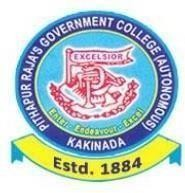 PITHAPUR RAJA'S GOVERNMENT COLLEGE (AUTONOMOUS)
EXCELSIOR
Enter - Endeavour - Excel
KAKINADA
Estd. 1884